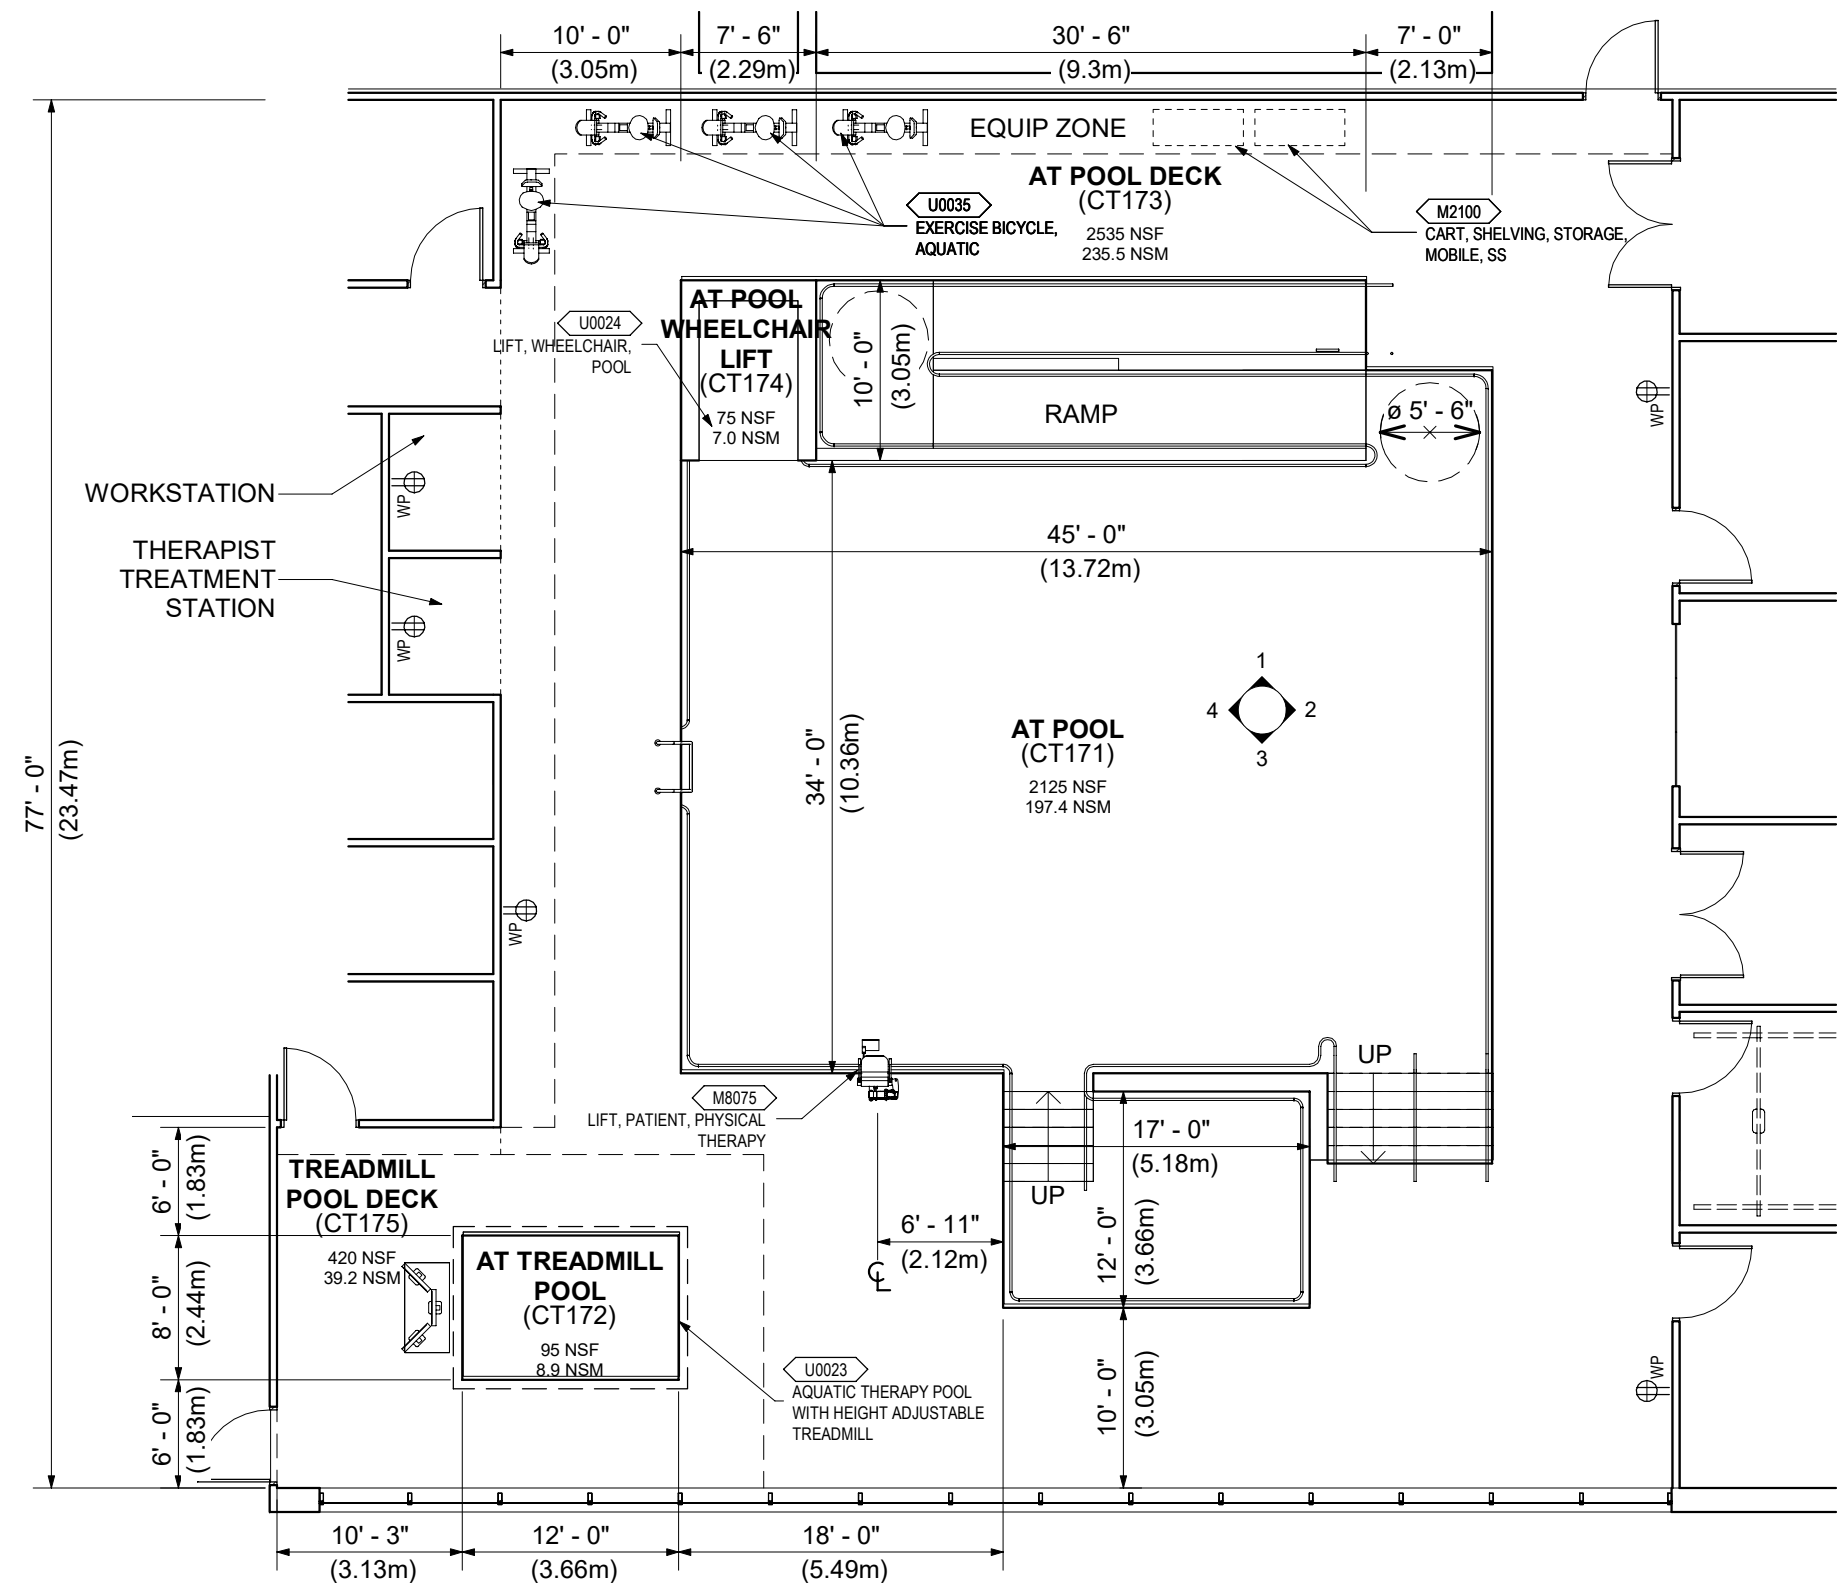 10' - 0"
(3.05m)
7' - 6"
(2.29m)
30' - 6"
(9.3m)
7' - 0"
(2.13m)
EQUIP ZONE
AT POOL DECK
(CT173)
2535 NSF
235.5 NSM
U0035
EXERCISE BICYCLE,
AQUATIC
M2100
CART, SHELVING, STORAGE,
MOBILE, SS
U0024
LIFT, WHEELCHAIR,
POOL
AT POOL
WHEELCHAIR
LIFT
(CT174)
75 NSF
7.0 NSM
10' - 0"
(3.05m)
RAMP
ø 5' - 6"
WP
WORKSTATION
WP
THERAPIST
TREATMENT
STATION
WP
45' - 0"
(13.72m)
77' - 0"
(23.47m)
34' - 0"
(10.36m)
AT POOL
(CT171)
2125 NSF
197.4 NSM
1
4
2
3
WP
UP
M8075
LIFT, PATIENT, PHYSICAL
THERAPY
UP
17' - 0"
(5.18m)
12' - 0"
(3.66m)
6' - 11"
(2.12m)
CL
6' - 0"
(1.83m)
TREADMILL
POOL DECK
(CT175)
420 NSF
39.2 NSM
8' - 0"
(2.44m)
AT TREADMILL
POOL
(CT172)
95 NSF
8.9 NSM
U0023
AQUATIC THERAPY POOL
WITH HEIGHT ADJUSTABLE
TREADMILL
10' - 0"
(3.05m)
WP
6' - 0"
(1.83m)
10' - 3"
(3.13m)
12' - 0"
(3.66m)
18' - 0"
(5.49m)